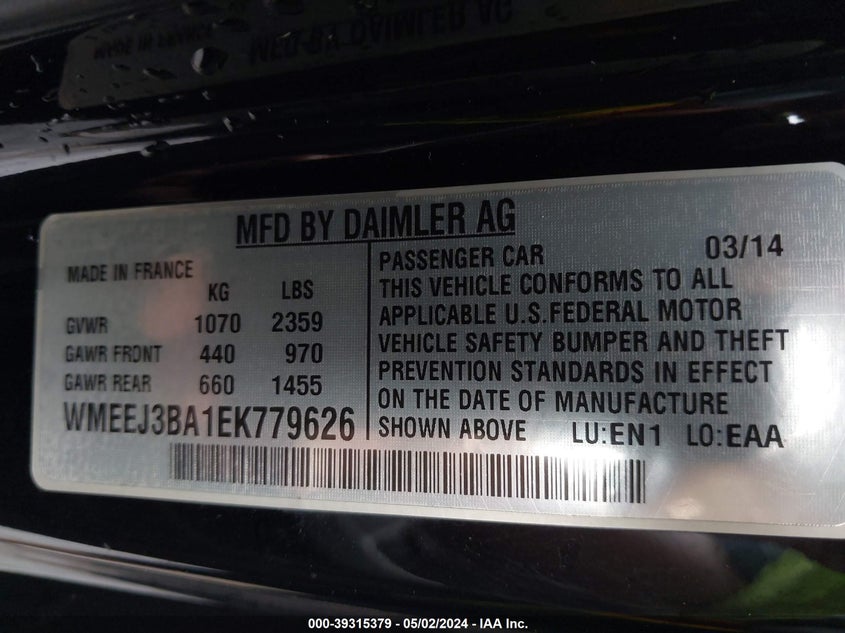 MFD BY DAIMLER AG
MADE IN FRANCE
KG LBS
GVWR 1070 2359
GAWR FRONT 440 970
GAWR REAR 660 1455
WMEEJ3BA1EK779626
PASSENGER CAR 03/14
THIS VEHICLE CONFORMS TO ALL
APPLICABLE U.S.FEDERAL MOTOR
VEHICLE SAFETY BUMPER AND THEFT
PREVENTION STANDARDS IN EFFECT
ON THE DATE OF MANUFACTURE
SHOWN ABOVE LU:EN1 LO:EAA
000-39315379 - 05/02/2024 - IAA Inc.